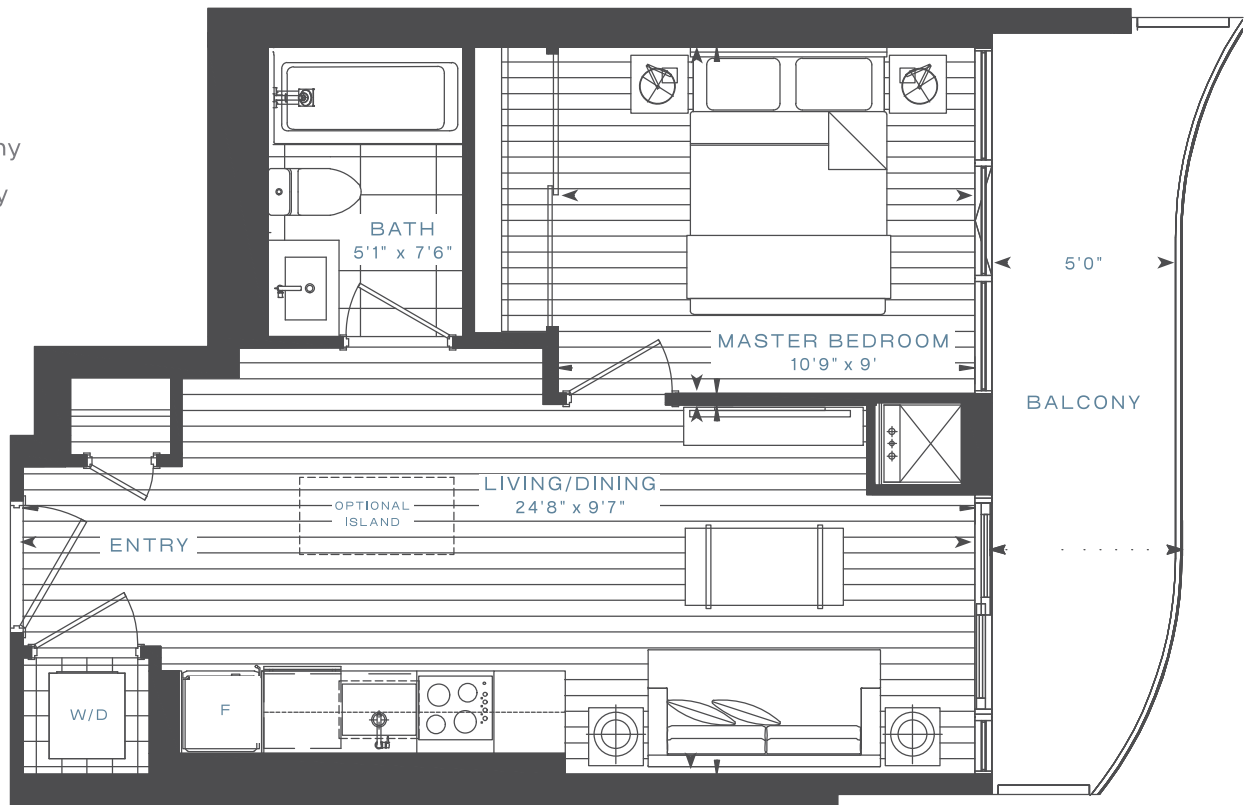 ny
y
BATH
5'1" x 7'6"
5'0"
MASTER BEDROOM
10'9" x 9'
BALCONY
LIVING/DINING
24'8" x 9'7"
OPTIONAL
ISLAND
ENTRY
W/D
F